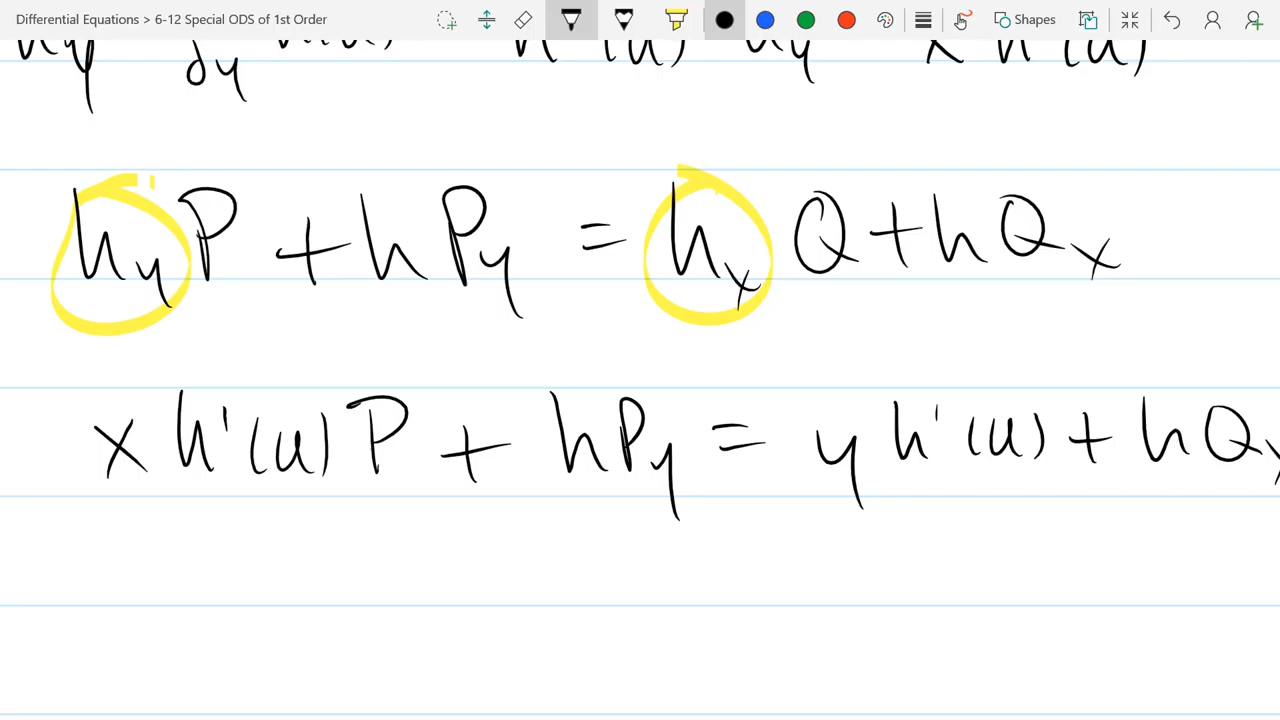 Differential Equations > 6-12 Special ODS of 1st Order
Shapes
h_y P + h P_y = h_x Q + h Q_x
x h'(u) P + h P_y = y h'(u) + h Q_x